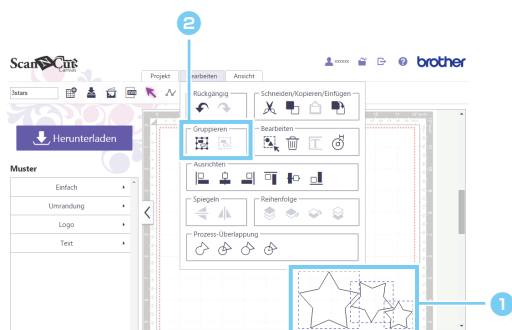 2
ScanNCut
Canvas
xxxxxx
brother
Projekt Bearbeiten Ansicht
3stars
Rückgängig
Schneiden/Kopieren/Einfügen
Herunterladen
Gruppieren
Bearbeiten
Muster
Ausrichten
Einfach
Umrandung
Spiegeln
Reihenfolge
Logo
Text
Prozess-Überlappung
1